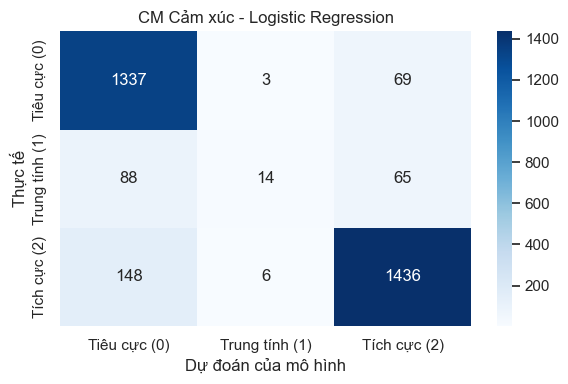 CM Cảm xúc - Logistic Regression
Thực tế
Tiêu cực (0)
1337 3 69
Trung tính (1)
88 14 65
Tích cực (2)
148 6 1436
Tiêu cực (0) Trung tính (1) Tích cực (2)
Dự đoán của mô hình
1400
1200
1000
800
600
400
200